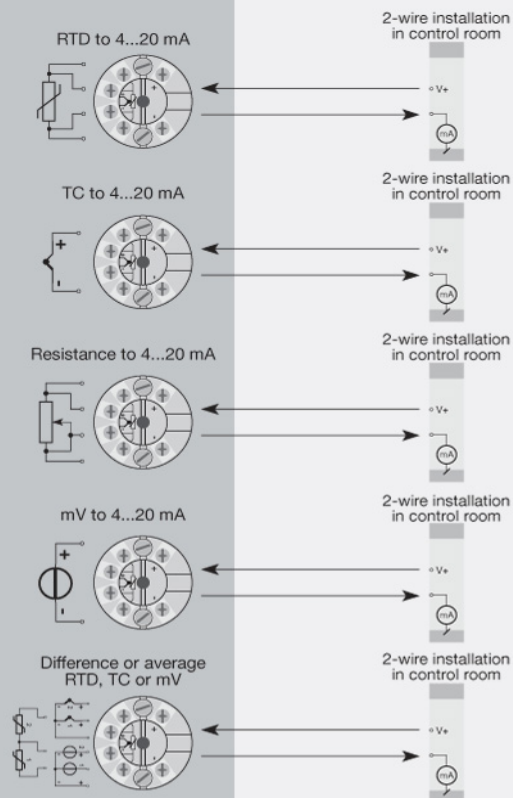 RTD to 4...20 mA
2-wire installation
in control room
+
-
V+
mA
TC to 4...20 mA
2-wire installation
in control room
+
-
+
-
V+
mA
Resistance to 4...20 mA
2-wire installation
in control room
+
-
V+
mA
mV to 4...20 mA
2-wire installation
in control room
+
-
+
-
V+
mA
Difference or average
RTD, TC or mV
2-wire installation
in control room
+
-
V+
mA